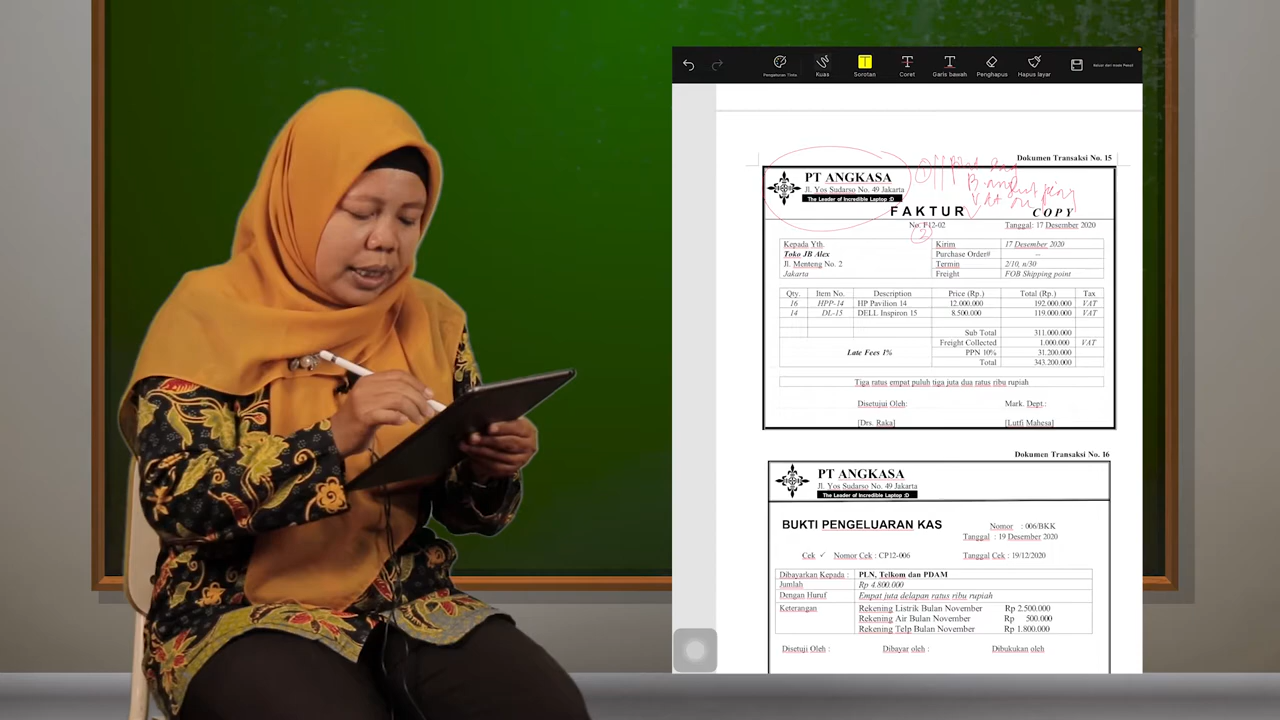 Pengaturan Tinta
Kuas
Sorotan
Coret
Garis bawah
Penghapus
Hapus layar
Dokumen Transaksi No. 15
PT ANGKASA
Jl. Yos Sudarso No. 49 Jakarta
The Leader of Incredible Laptop :D
FAKTUR
COPY
No. F12-02
Tanggal: 17 Desember 2020
Kepada Yth.
Kirim 17 Desember 2020
Toko JB Alex
Purchase Order# --
Jl. Menteng No. 2
Termin 2/10, n/30
Jakarta
Freight FOB Shipping point
Qty. Item No. Description Price (Rp.) Total (Rp.) Tax
16 HPP-14 HP Pavilion 14 12.000.000 192.000.000 VAT
14 DL-15 DELL Inspiron 15 8.500.000 119.000.000 VAT
Sub Total 311.000.000
Freight Collected 1.000.000 VAT
Late Fees 1%
PPN 10% 31.200.000
Total 343.200.000
Tiga ratus empat puluh tiga juta dua ratus ribu rupiah
Disetujui Oleh: Mark. Dept.:
[Drs. Raka] [Lutfi Mahesa]
Dokumen Transaksi No. 16
PT ANGKASA
Jl. Yos Sudarso No. 49 Jakarta
The Leader of Incredible Laptop :D
BUKTI PENGELUARAN KAS
Nomor : 006/BKK
Tanggal : 19 Desember 2020
Cek ✓ Nomor Cek : CP12-006 Tanggal Cek : 19/12/2020
Dibayarkan Kepada : PLN, Telkom dan PDAM
Jumlah Rp 4.800.000
Dengan Huruf Empat juta delapan ratus ribu rupiah
Keterangan Rekening Listrik Bulan November Rp 2.500.000
Rekening Air Bulan November Rp 500.000
Rekening Telp Bulan November Rp 1.800.000
Disetuji Oleh : Dibayar oleh : Dibukukan oleh